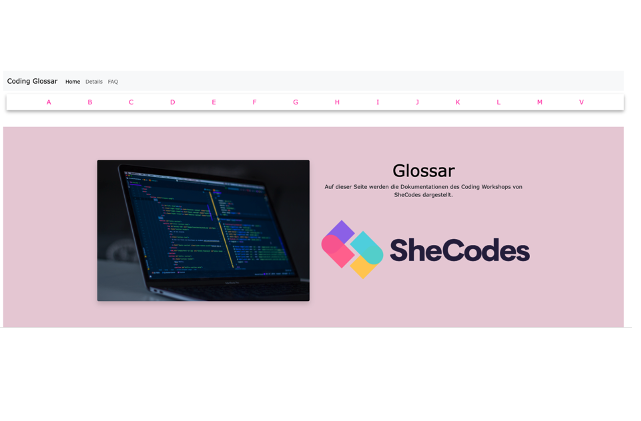 Coding Glossar Home Details FAQ
A B C D E F G H I J K L M V
Glossar
Auf dieser Seite werden die Dokumentationen des Coding Workshops von
SheCodes dargestellt.
SheCodes